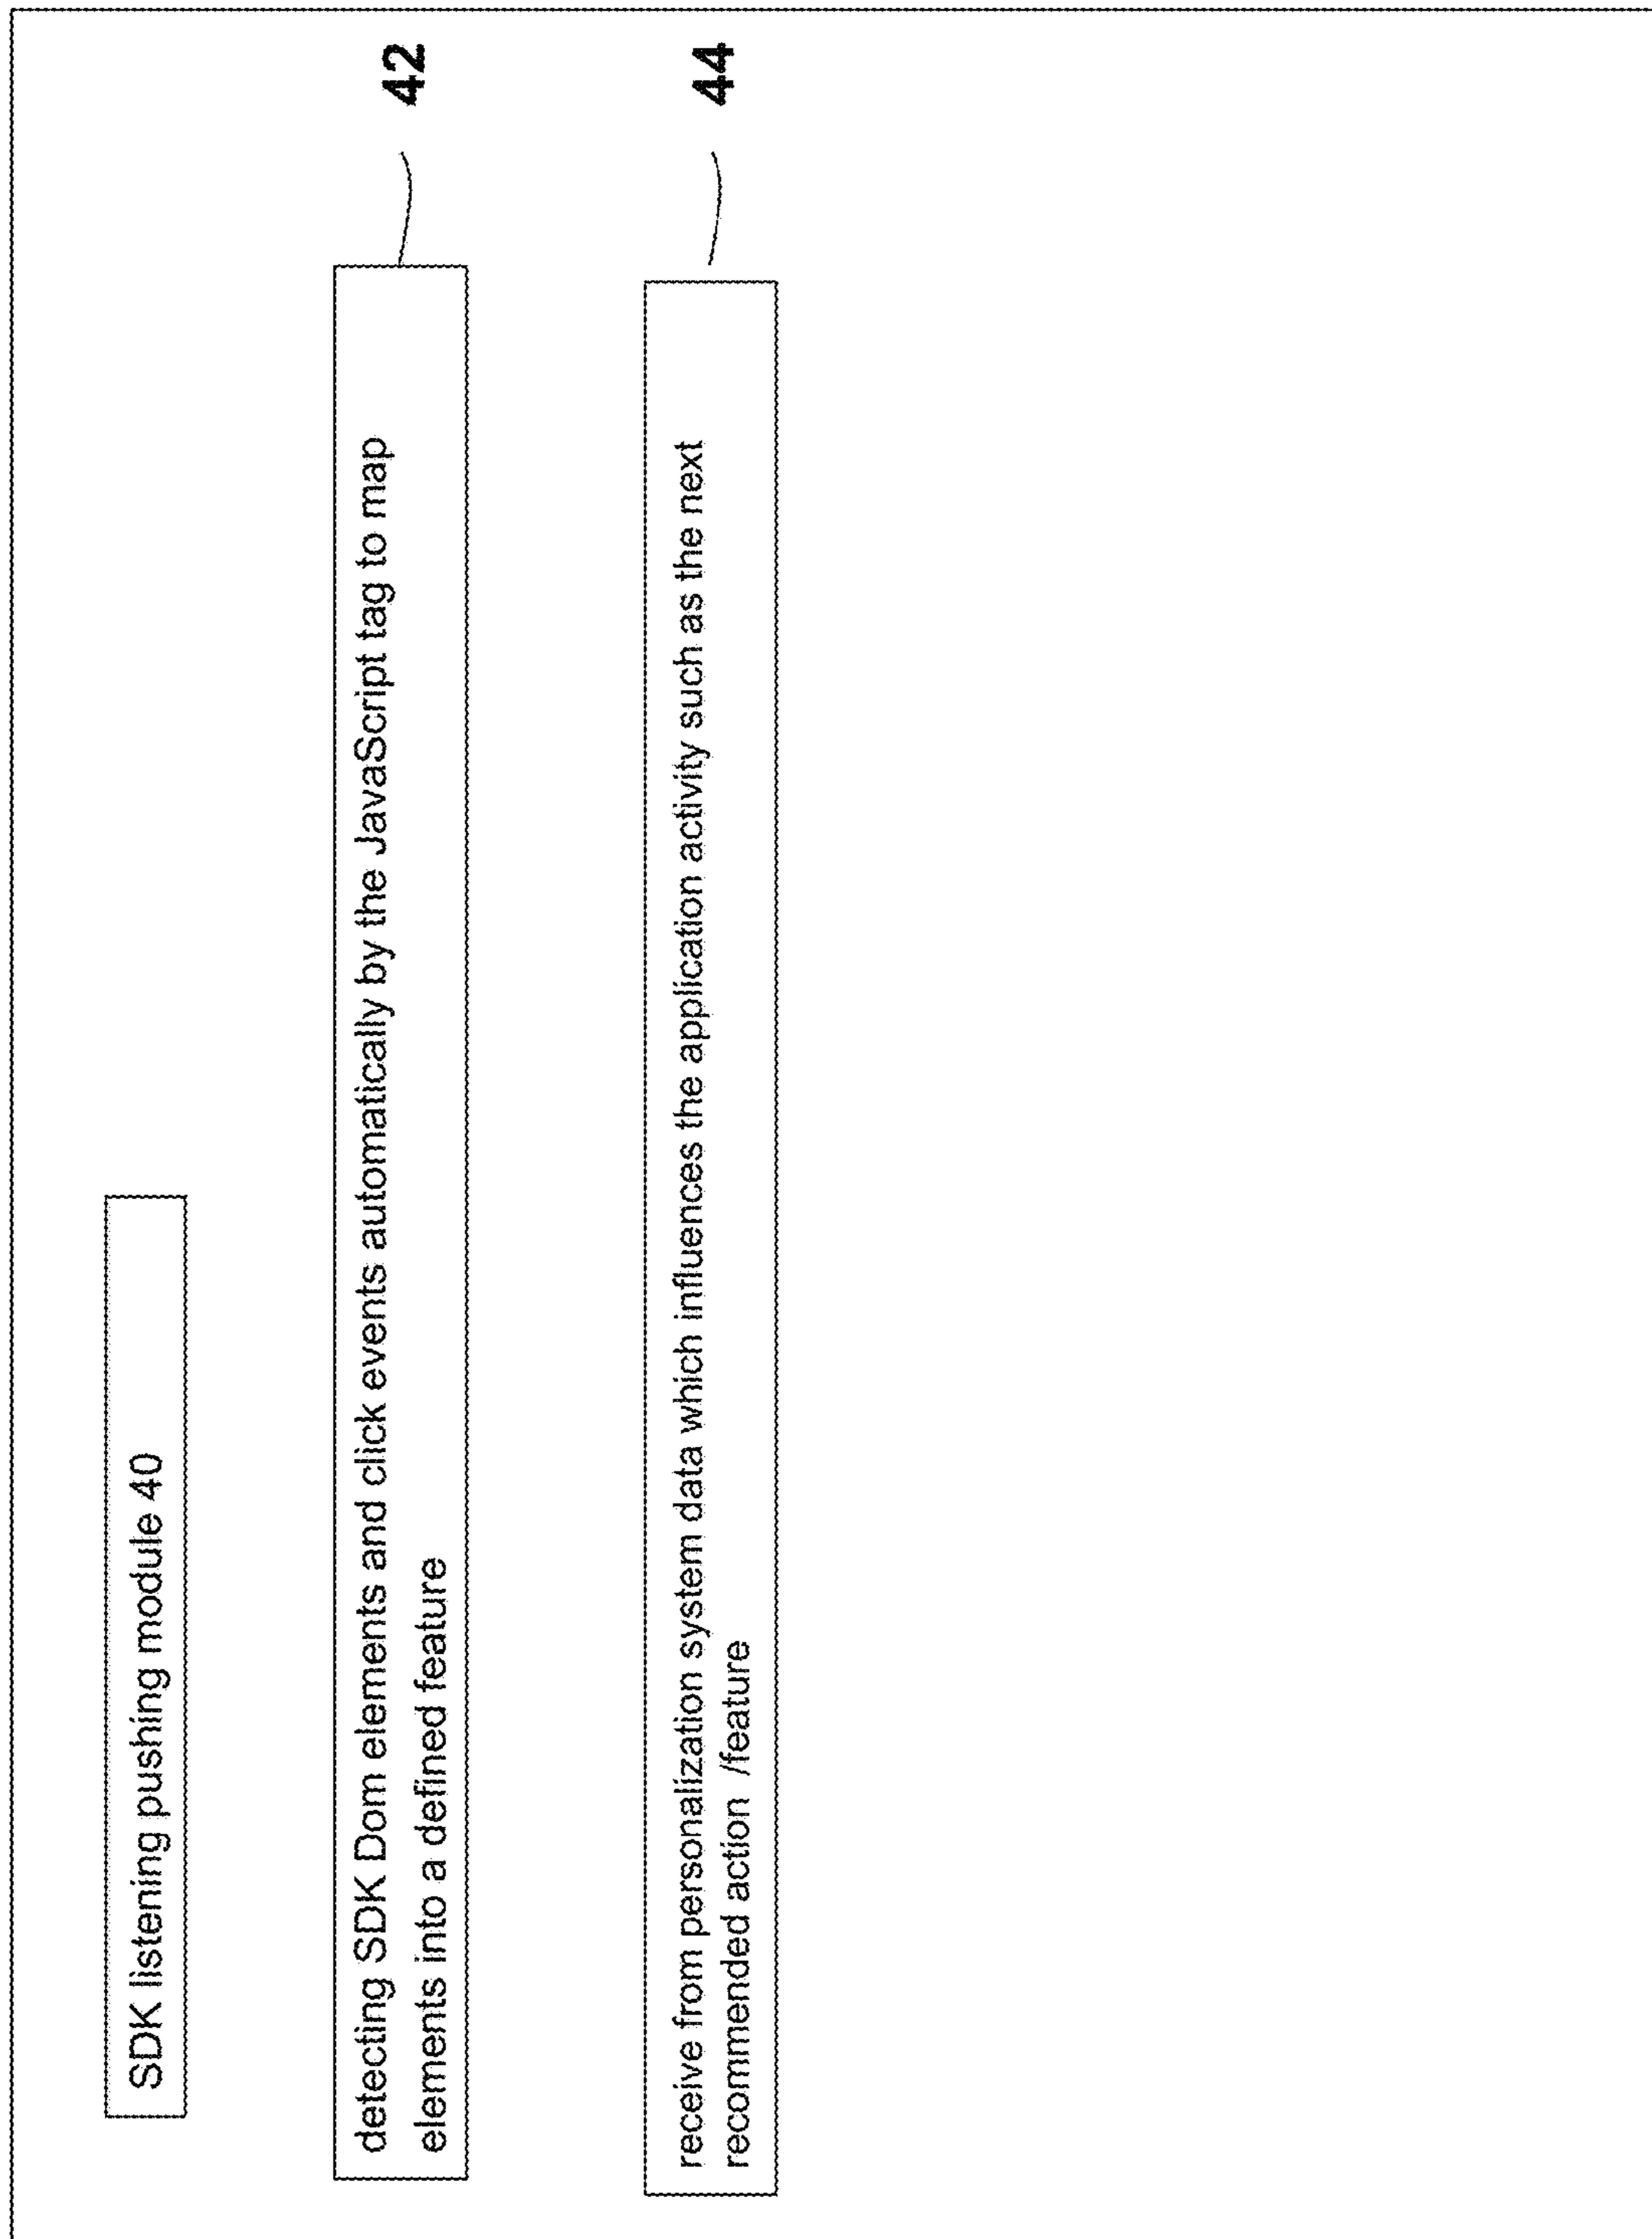 SDK listening pushing module 40
detecting SDK Dom elements and click events automatically by the JavaScript tag to map
elements into a defined feature
42
receive from personalization system data which influences the application activity such as the next
recommended action /feature
44